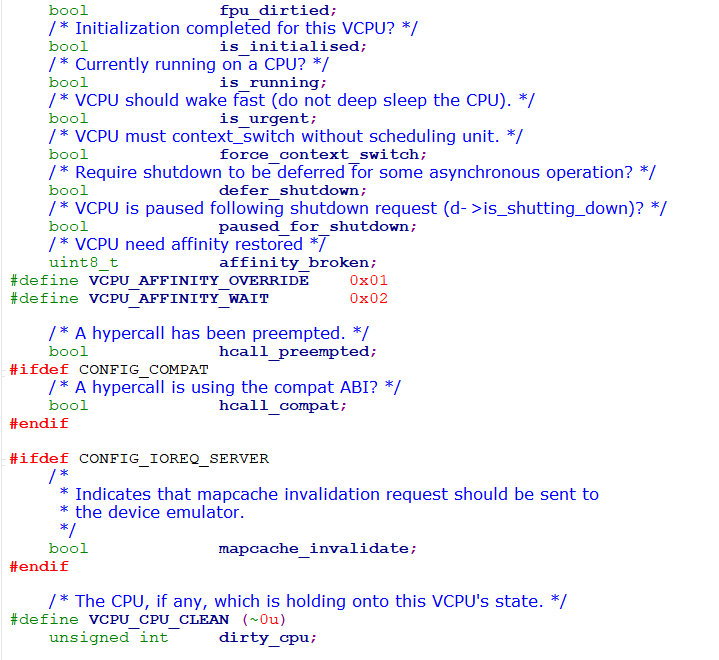 bool fpu_dirtied;
/* Initialization completed for this VCPU? */
bool is_initialised;
/* Currently running on a CPU? */
bool is_running;
/* VCPU should wake fast (do not deep sleep the CPU). */
bool is_urgent;
/* VCPU must context_switch without scheduling unit. */
bool force_context_switch;
/* Require shutdown to be deferred for some asynchronous operation? */
bool defer_shutdown;
/* VCPU is paused following shutdown request (d->is_shutting_down)? */
bool paused_for_shutdown;
/* VCPU need affinity restored */
uint8_t affinity_broken;
#define VCPU_AFFINITY_OVERRIDE 0x01
#define VCPU_AFFINITY_WAIT 0x02
/* A hypercall has been preempted. */
bool hcall_preempted;
#ifdef CONFIG_COMPAT
/* A hypercall is using the compat ABI? */
bool hcall_compat;
#endif
#ifdef CONFIG_IOREQ_SERVER
/*
* Indicates that mapcache invalidation request should be sent to
* the device emulator.
*/
bool mapcache_invalidate;
#endif
/* The CPU, if any, which is holding onto this VCPU's state. */
#define VCPU_CPU_CLEAN (~0u)
unsigned int dirty_cpu;